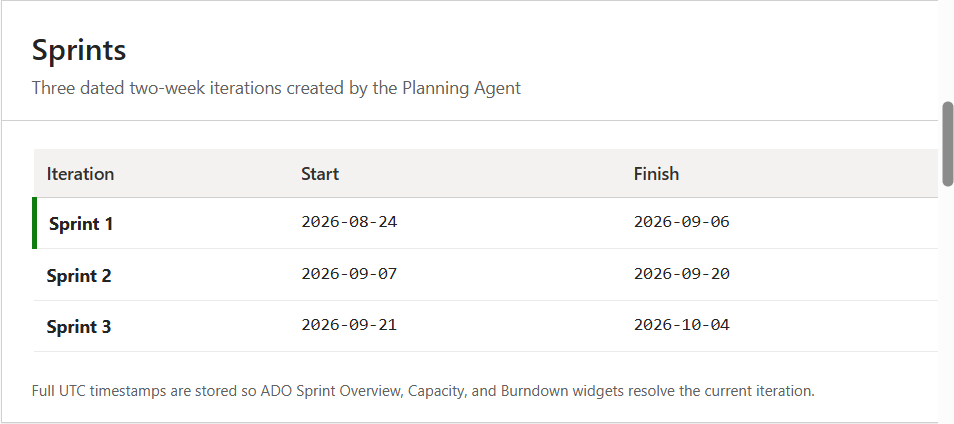 Sprints
Three dated two-week iterations created by the Planning Agent
Iteration Start Finish
Sprint 1 2026-08-24 2026-09-06
Sprint 2 2026-09-07 2026-09-20
Sprint 3 2026-09-21 2026-10-04
Full UTC timestamps are stored so ADO Sprint Overview, Capacity, and Burndown widgets resolve the current iteration.